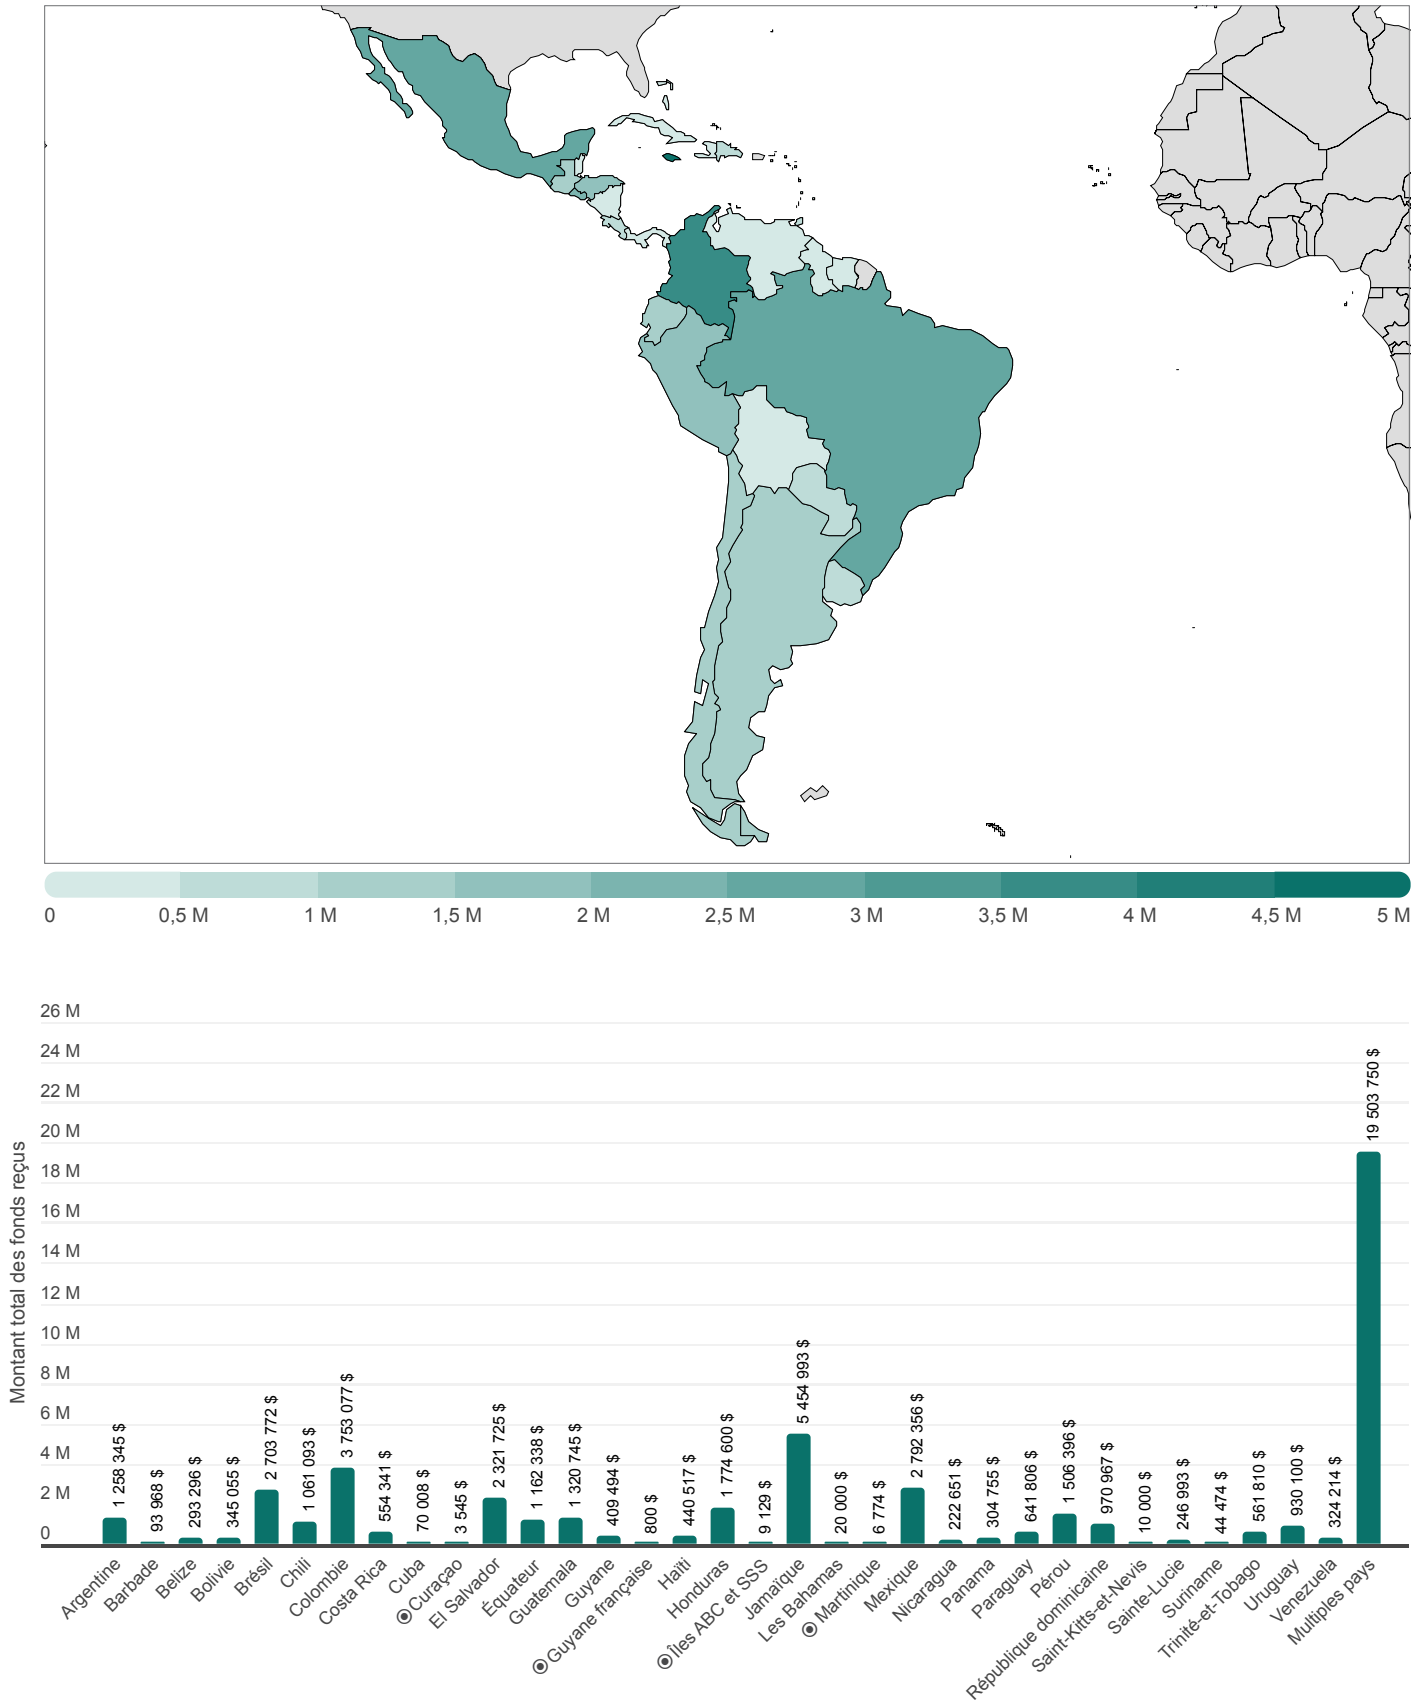 0
0,5 M
1 M
1,5 M
2 M
2,5 M
3 M
3,5 M
4 M
4,5 M
5 M
Montant total des fonds reçus
26 M
24 M
22 M
20 M
18 M
16 M
14 M
12 M
10 M
8 M
6 M
4 M
2 M
0
1 258 345 $
93 968 $
293 296 $
345 055 $
2 703 772 $
1 061 093 $
3 753 077 $
554 341 $
70 008 $
3 545 $
2 321 725 $
1 162 338 $
1 320 745 $
409 494 $
800 $
440 517 $
1 774 600 $
9 129 $
5 454 993 $
20 000 $
6 774 $
2 792 356 $
222 651 $
304 755 $
641 806 $
1 506 396 $
970 967 $
10 000 $
246 993 $
44 474 $
561 810 $
930 100 $
324 214 $
19 503 750 $
Argentine
Barbade
Belize
Bolivie
Brésil
Chili
Colombie
Costa Rica
Cuba
Curaçao
El Salvador
Équateur
Guatemala
Guyane
Guyane française
Haïti
Honduras
Îles ABC et SSS
Jamaïque
Les Bahamas
Martinique
Mexique
Nicaragua
Panama
Paraguay
Pérou
République dominicaine
Saint-Kitts-et-Nevis
Sainte-Lucie
Suriname
Trinité-et-Tobago
Uruguay
Venezuela
Multiples pays